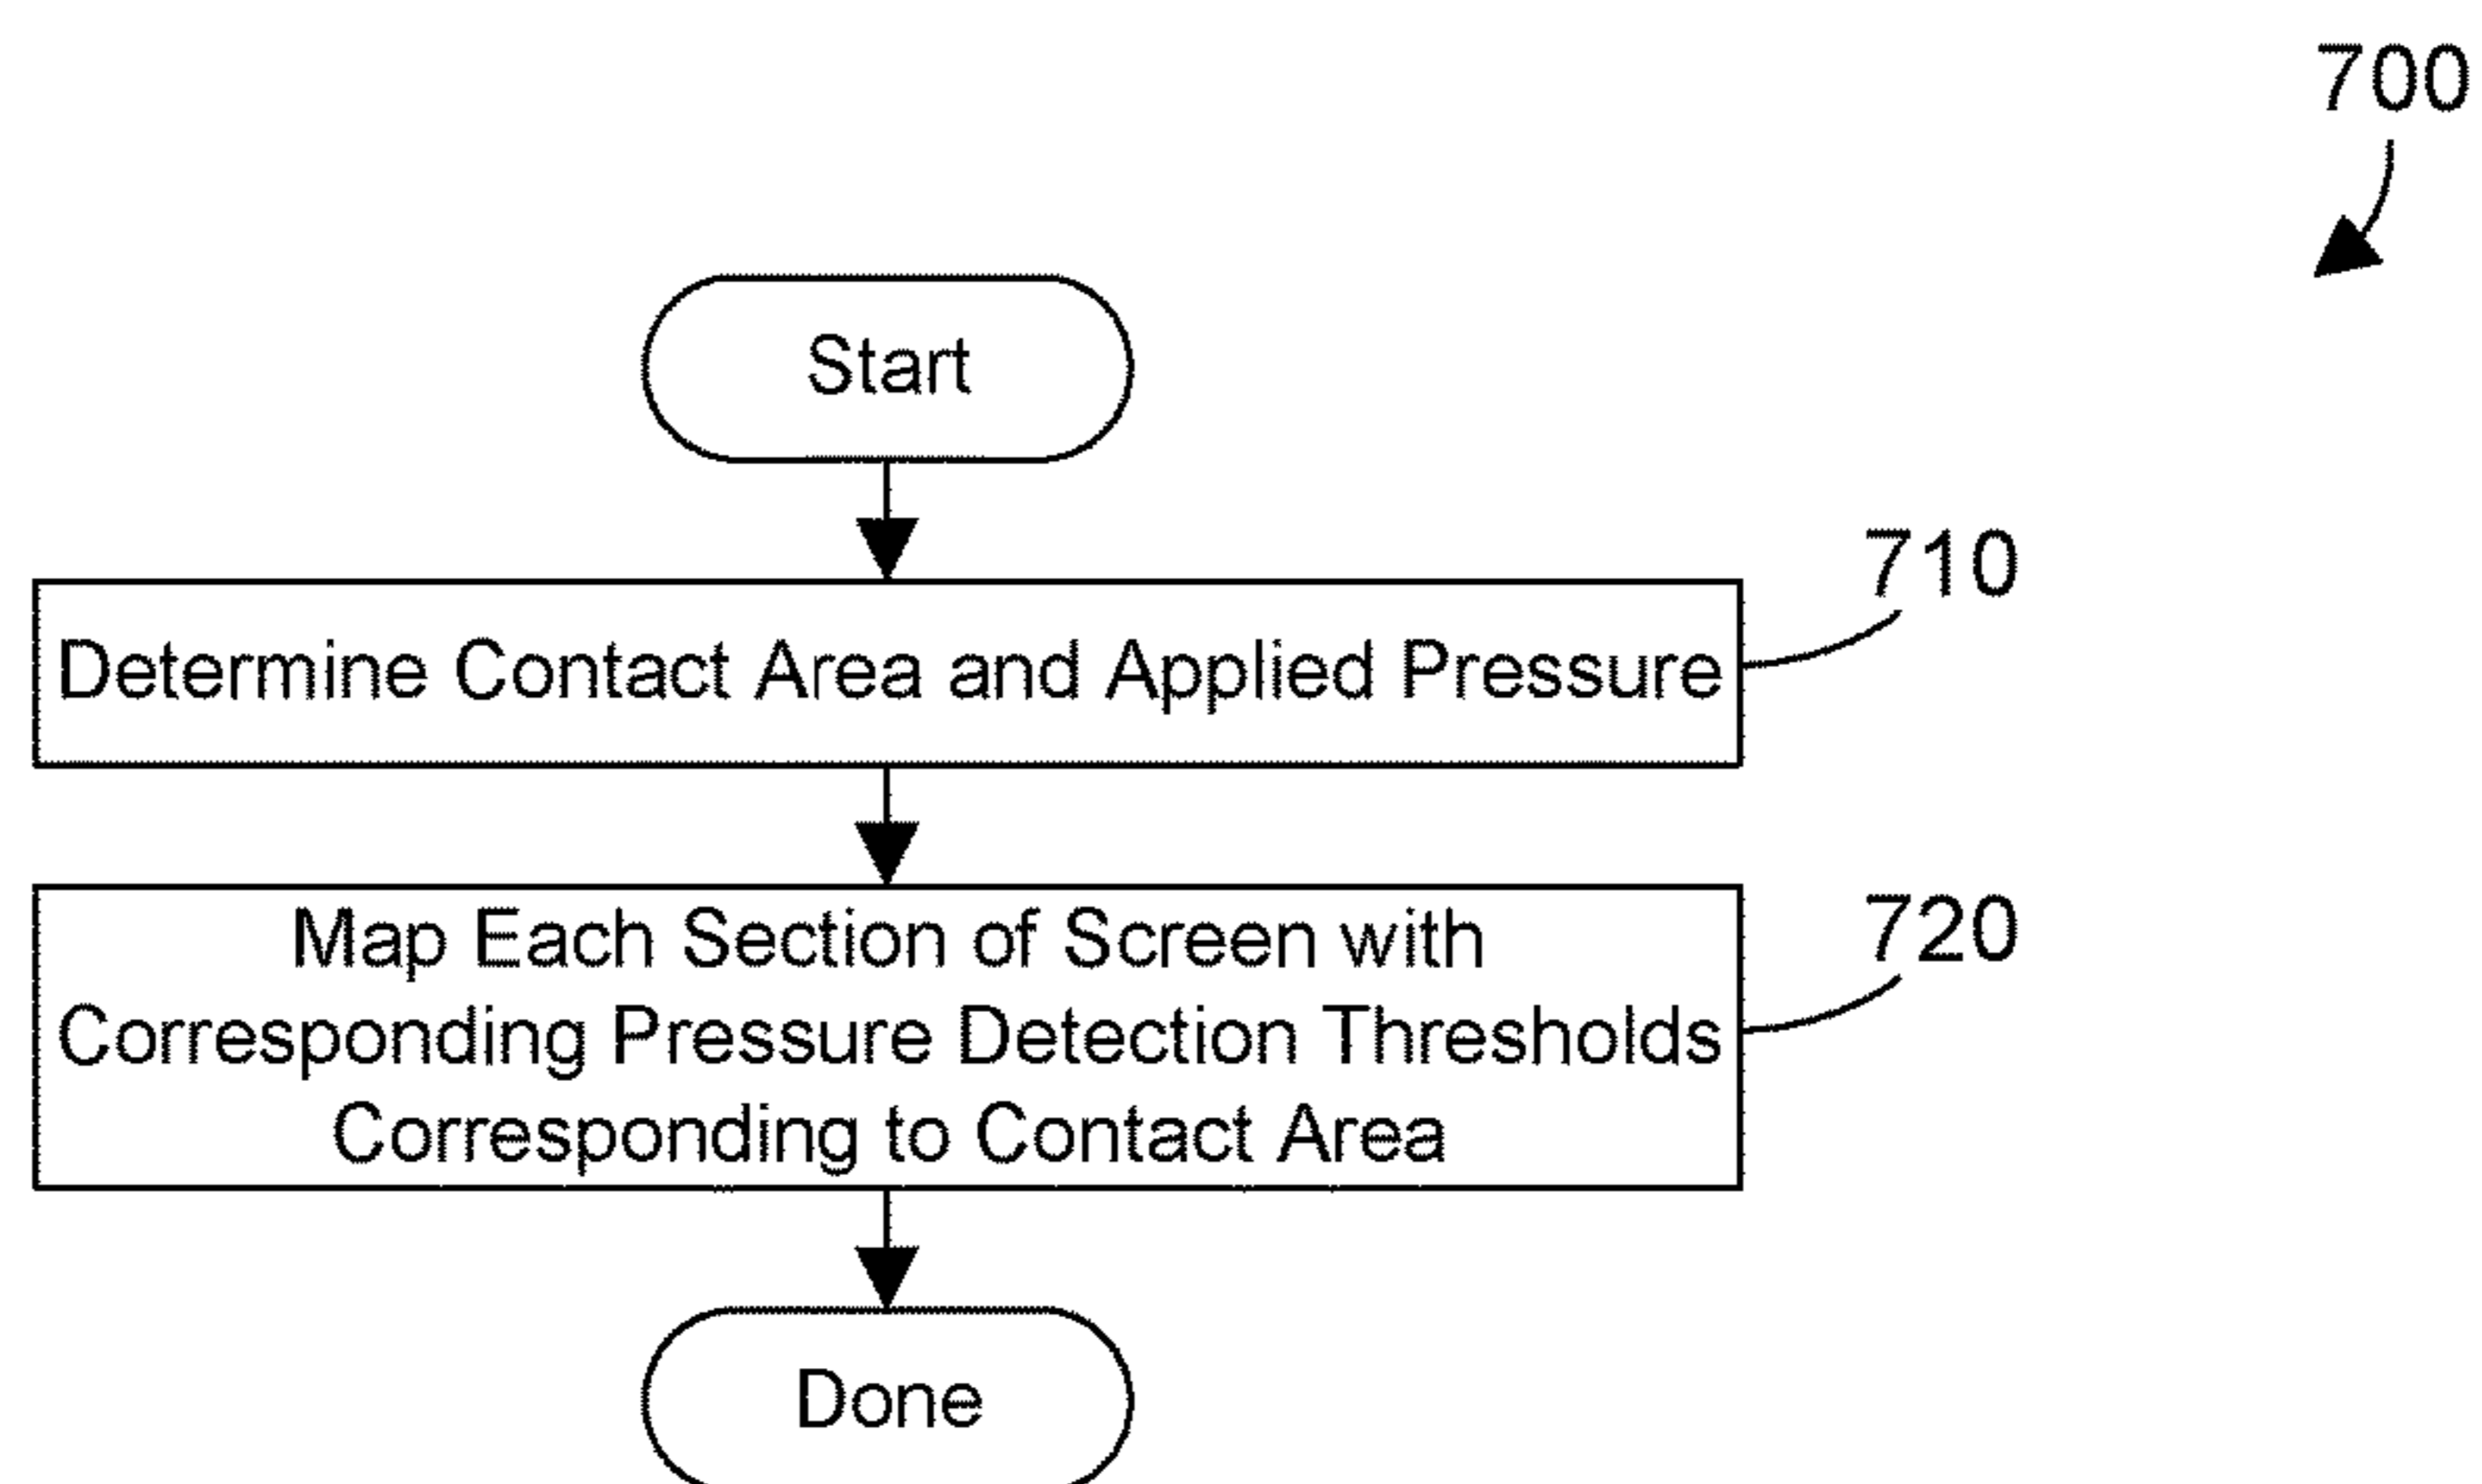 700
Start
710
Determine Contact Area and Applied Pressure
720
Map Each Section of Screen with
Corresponding Pressure Detection Thresholds
Corresponding to Contact Area
Done